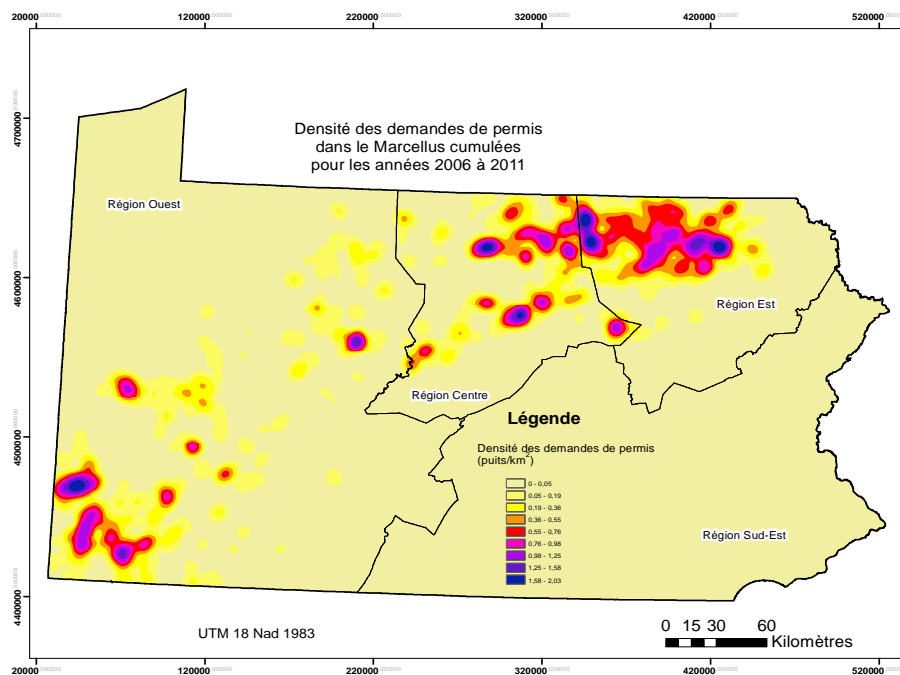 20000 120000 220000 320000 420000 520000
Densité des demandes de permis
dans le Marcellus cumulées
pour les années 2006 à 2011
4700000
4600000
4500000
4400000
Région Ouest
Région Est
Région Centre
Légende
Densité des demandes de permis
(puits/km2)
0 - 0,05
0,05 - 0,19
0,19 - 0,36
0,36 - 0,55
0,55 - 0,76
0,76 - 0,98
0,98 - 1,25
1,25 - 1,58
1,58 - 2,03
Région Sud-Est
UTM 18 Nad 1983
0 15 30 60
Kilomètres
20000 120000 220000 320000 420000 520000